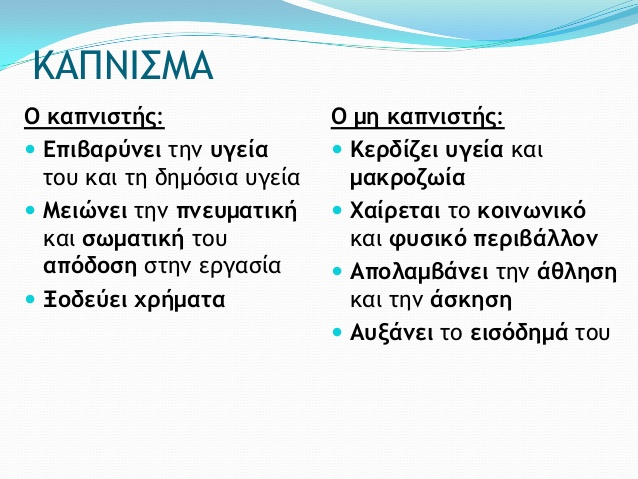 ΚΑΠΝΙΣΜΑ
Ο καπνιστής:
Επιβαρύνει την υγεία
του και τη δημόσια υγεία
Μειώνει την πνευματική
και σωματική του
απόδοση στην εργασία
Ξοδεύει χρήματα
Ο μη καπνιστής:
Κερδίζει υγεία και
μακροζωία
Χαίρεται το κοινωνικό
και φυσικό περιβάλλον
Απολαμβάνει την άθληση
και την άσκηση
Αυξάνει το εισόδημά του